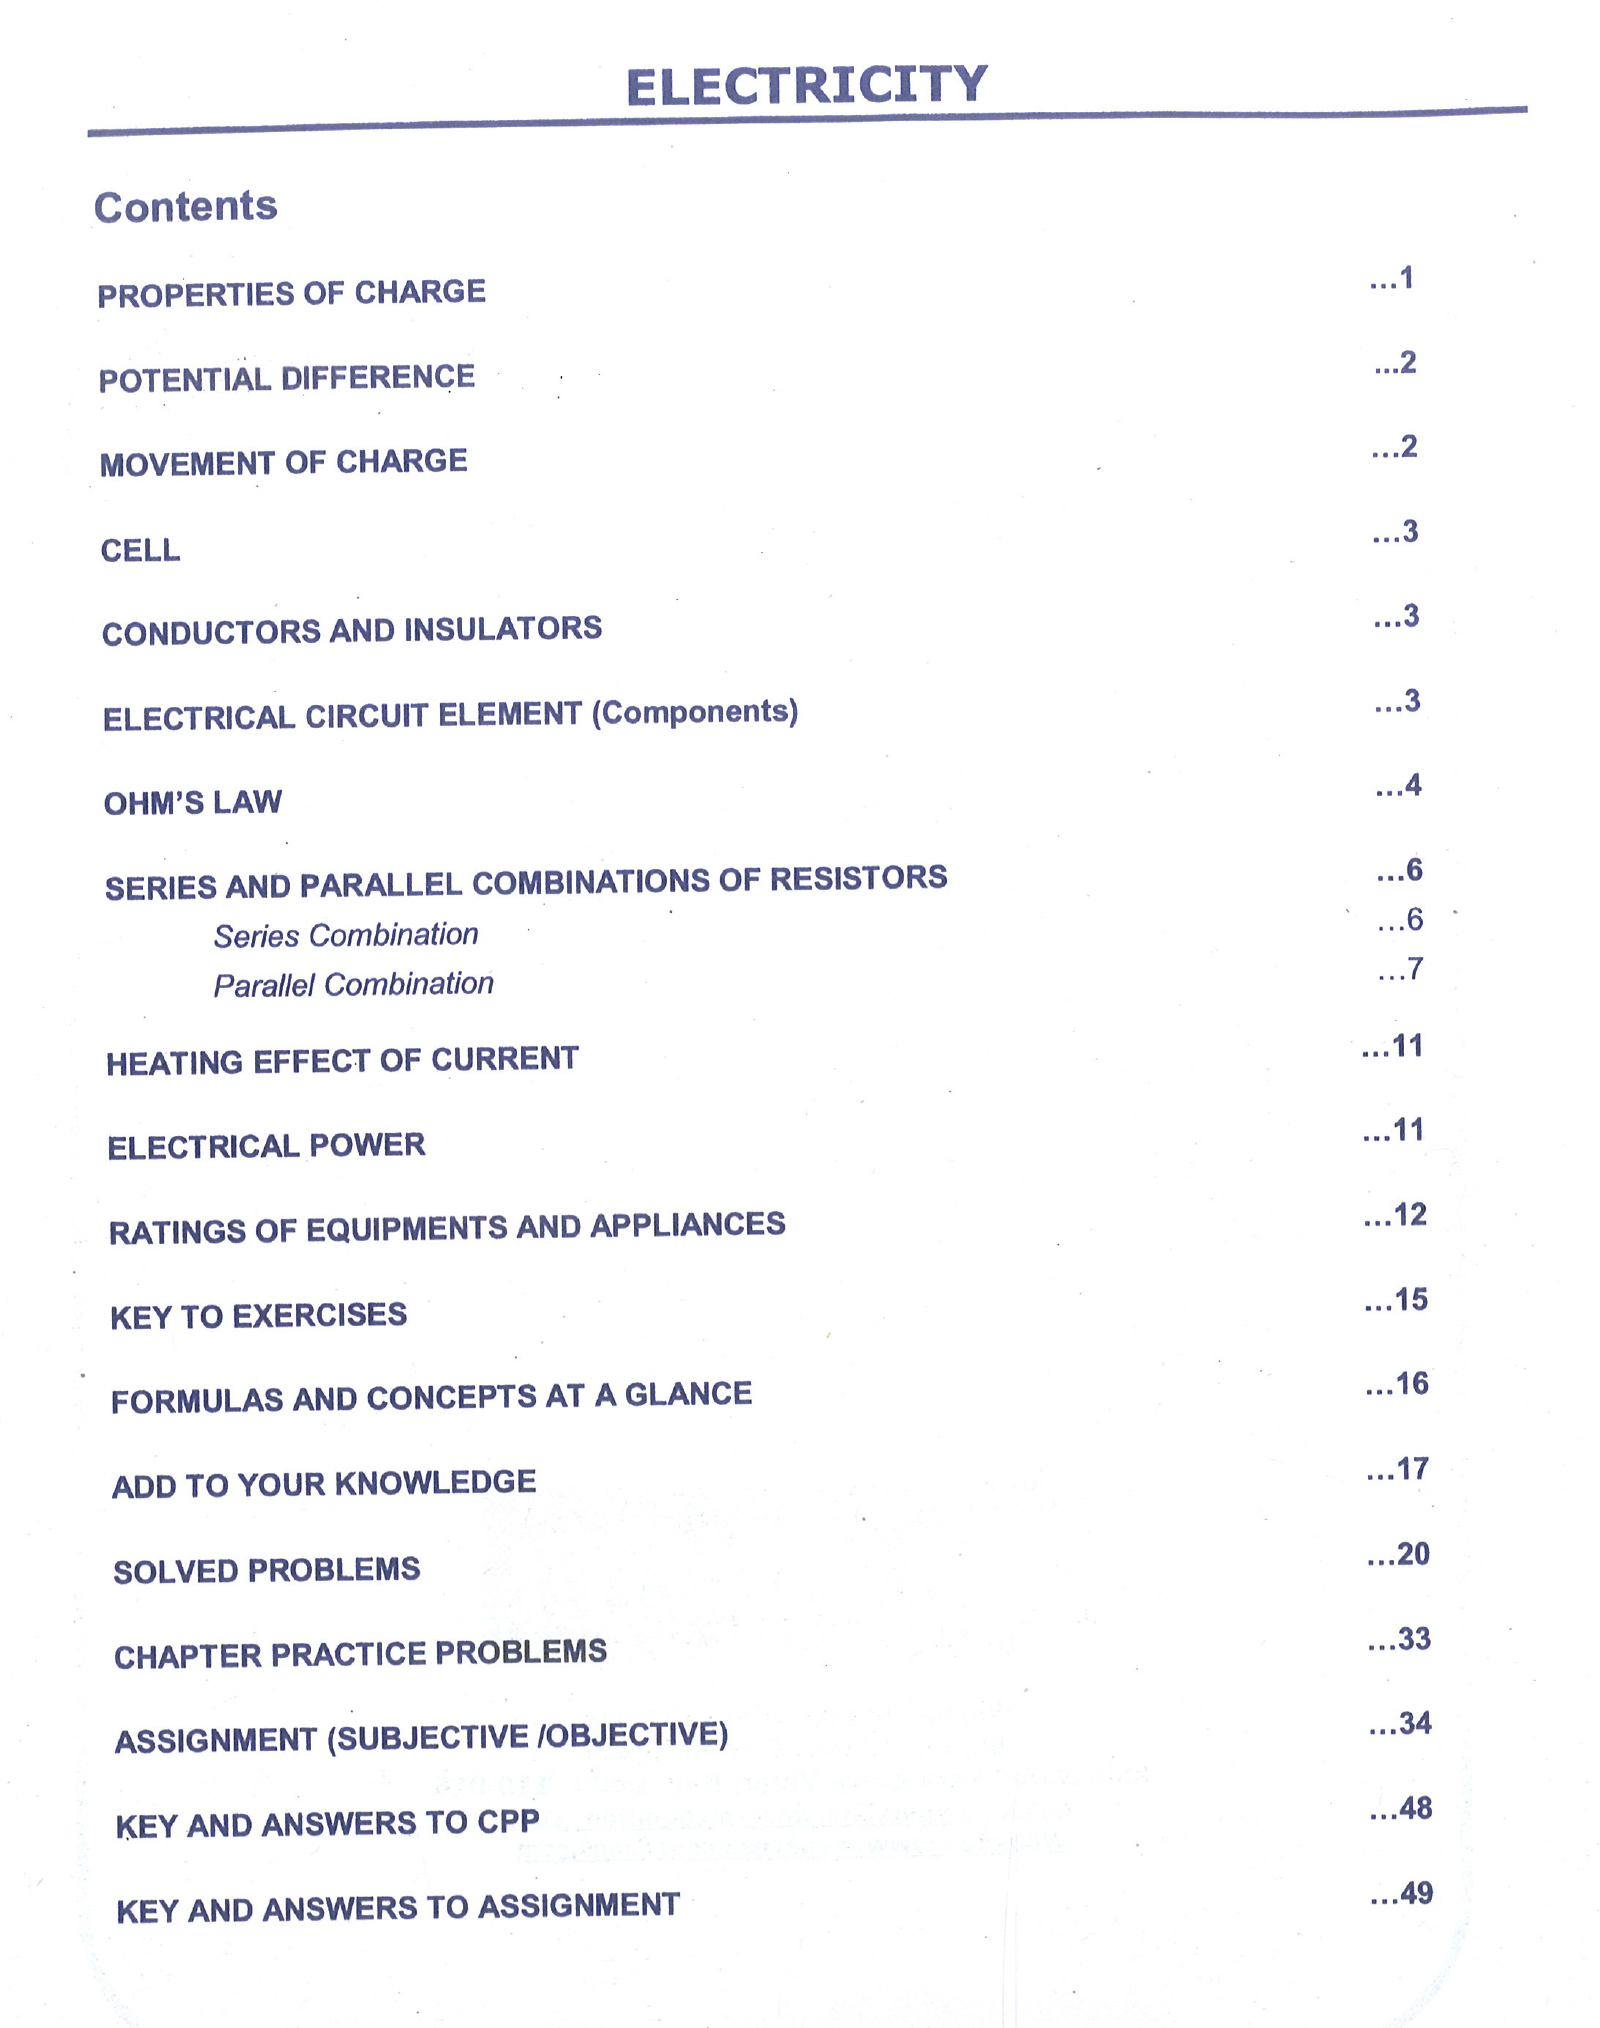 ELECTRICITY
Contents
PROPERTIES OF CHARGE ...1
POTENTIAL DIFFERENCE ...2
MOVEMENT OF CHARGE ...2
CELL ...3
CONDUCTORS AND INSULATORS ...3
ELECTRICAL CIRCUIT ELEMENT (Components) ...3
OHM'S LAW ...4
SERIES AND PARALLEL COMBINATIONS OF RESISTORS ...6
Series Combination ...6
Parallel Combination ...7
HEATING EFFECT OF CURRENT ...11
ELECTRICAL POWER ...11
RATINGS OF EQUIPMENTS AND APPLIANCES ...12
KEY TO EXERCISES ...15
FORMULAS AND CONCEPTS AT A GLANCE ...16
ADD TO YOUR KNOWLEDGE ...17
SOLVED PROBLEMS ...20
CHAPTER PRACTICE PROBLEMS ...33
ASSIGNMENT (SUBJECTIVE /OBJECTIVE) ...34
KEY AND ANSWERS TO CPP ...48
KEY AND ANSWERS TO ASSIGNMENT ...49